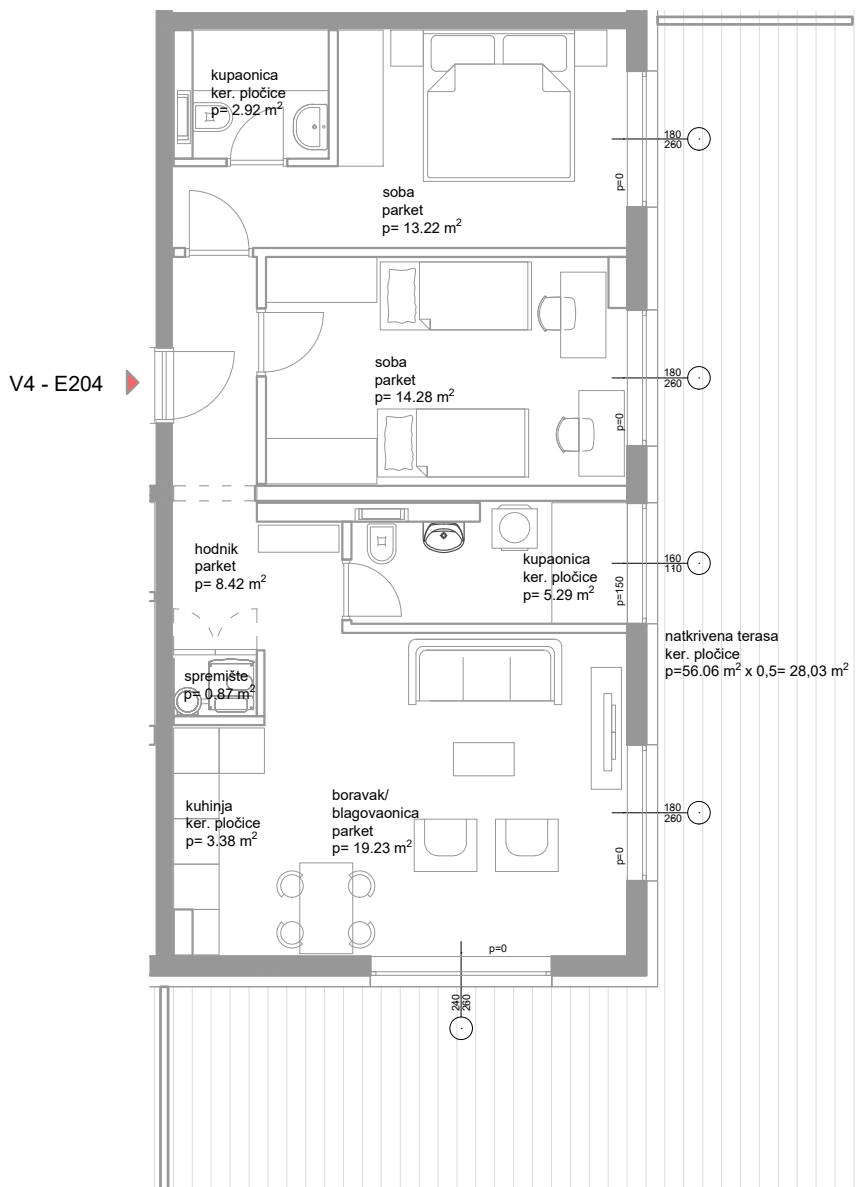 kupaonica
ker. pločice
p= 2.92 m²
180
260
p=0
soba
parket
p= 13.22 m²
V4 - E204
soba
parket
p= 14.28 m²
180
260
p=0
hodnik
parket
p= 8.42 m²
kupaonica
ker. pločice
p= 5.29 m²
160
110
p=150
natkrivena terasa
ker. pločice
p=56.06 m² x 0,5= 28,03 m²
spremište
p= 0.87 m²
kuhinja
ker. pločice
p= 3.38 m²
boravak/
blagovaonica
parket
p= 19.23 m²
180
260
p=0
p=0
240
260